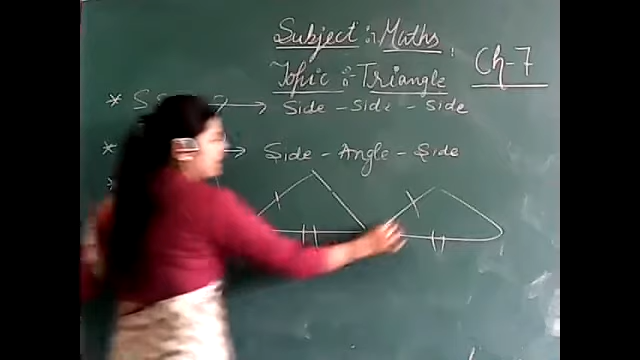 Subject :- Maths
Ch-7
Topic :- Triangle
* S S → Side - Side - Side
* → Side - Angle - Side
*